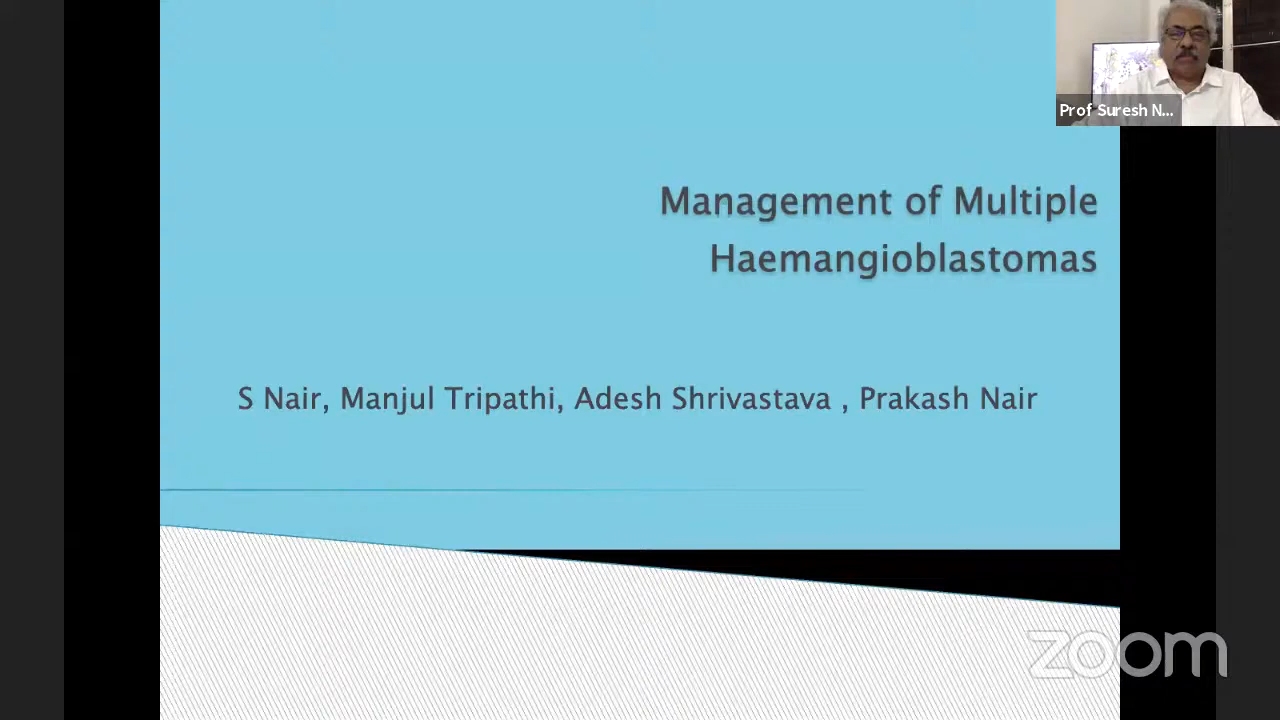 Prof Suresh N...
Management of Multiple
Haemangioblastomas
S Nair, Manjul Tripathi, Adesh Shrivastava , Prakash Nair
zoom